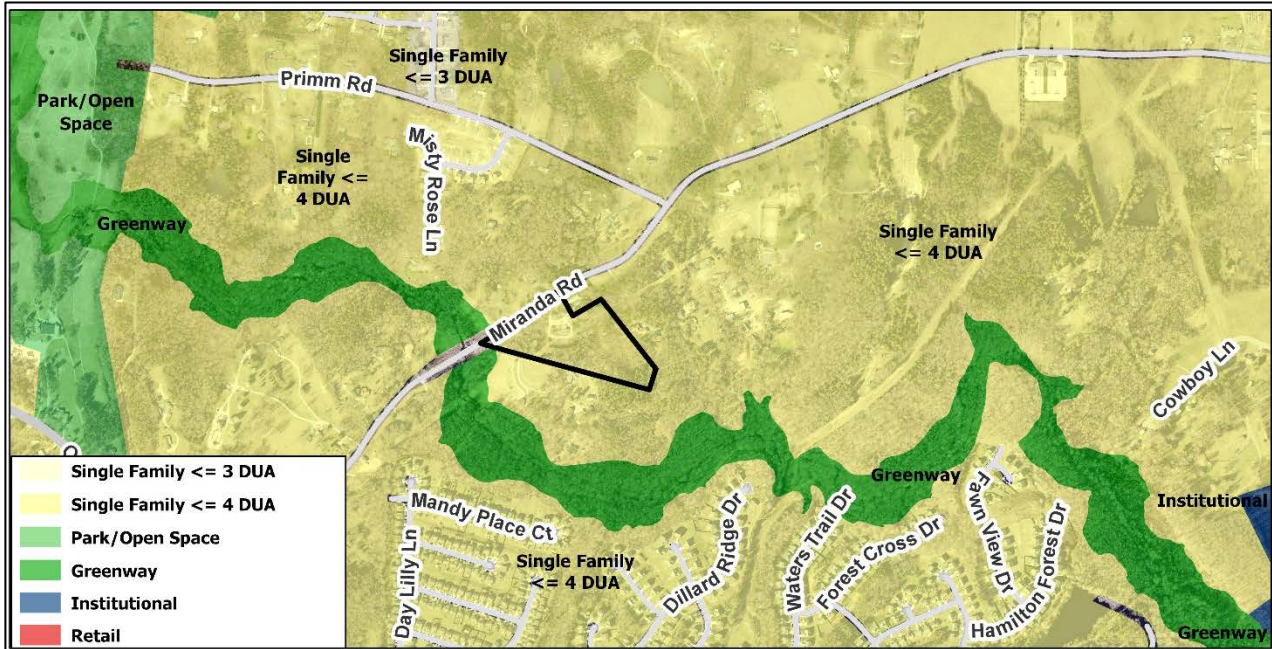 Single Family
<= 3 DUA
Primm Rd
Park/Open
Space
Misty Rose Ln
Single
Family <=
4 DUA
Greenway
Single Family
<= 4 DUA
Miranda Rd
Cowboy Ln
Single Family <= 3 DUA
Single Family <= 4 DUA
Park/Open Space
Greenway
Institutional
Retail
Mandy Place Ct
Day Lilly Ln
Single Family
<= 4 DUA
Dillard Ridge Dr
Waters Trail Dr
Forest Cross Dr
Greenway
Fawn View Dr
Hamilton Forest Dr
Institutional
Greenway